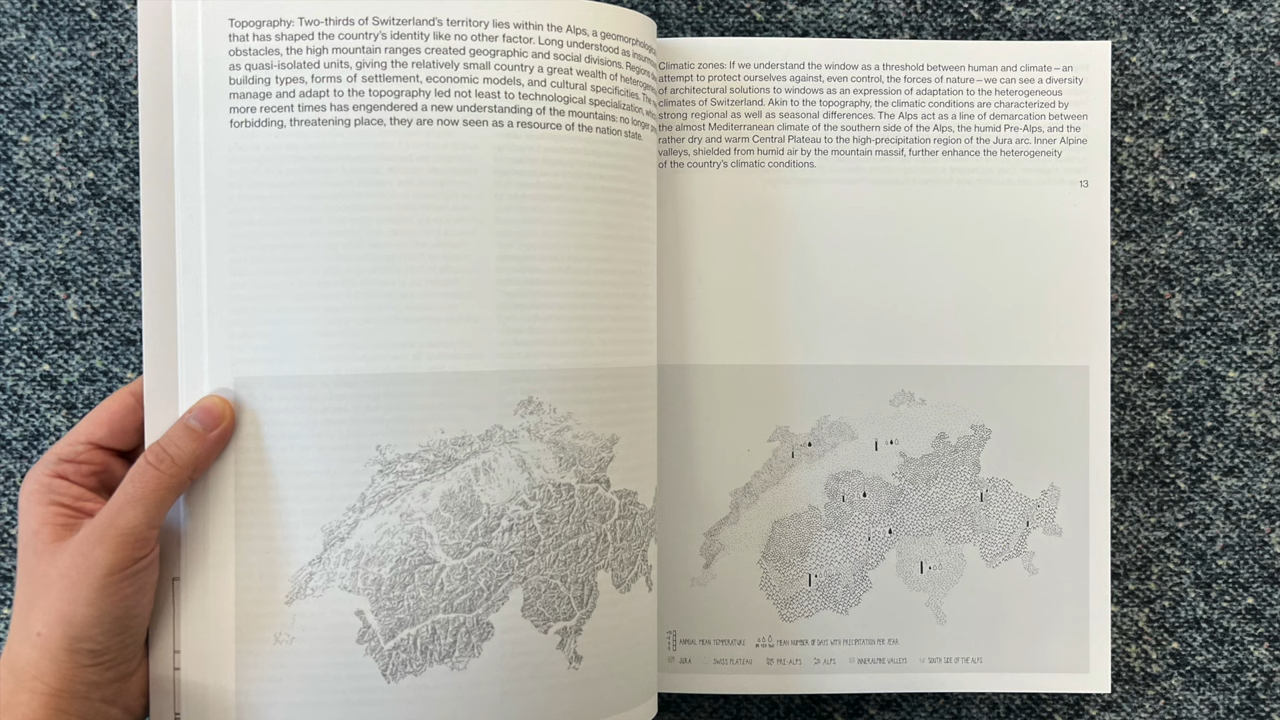 Topography: Two-thirds of Switzerland's territory lies within the Alps, a geomorphological
that has shaped the country's identity like no other factor. Long understood as
obstacles, the high mountain ranges created geographic and social divisions. Regions
as quasi-isolated units, giving the relatively small country a great wealth of
building types, forms of settlement, economic models, and cultural specificities. The
manage and adapt to the topography led not least to technological specialization,
more recent times has engendered a new understanding of the mountains: no longer
forbidding, threatening place, they are now seen as a resource of the nation state.
Climatic zones: If we understand the window as a threshold between human and climate – an
attempt to protect ourselves against, even control, the forces of nature – we can see a diversity
of architectural solutions to windows as an expression of adaptation to the heterogeneous
climates of Switzerland. Akin to the topography, the climatic conditions are characterized by
strong regional as well as seasonal differences. The Alps act as a line of demarcation between
the almost Mediterranean climate of the southern side of the Alps, the humid Pre-Alps, and the
rather dry and warm Central Plateau to the high-precipitation region of the Jura arc. Inner Alpine
valleys, shielded from humid air by the mountain massif, further enhance the heterogeneity
of the country's climatic conditions.
13
ANNUAL MEAN TEMPERATURE MEAN NUMBER OF DAYS WITH PRECIPITATION PER YEAR
JURA SWISS PLATEAU PRE-ALPS ALPS INNERALPINE VALLEYS SOUTH SIDE OF THE ALPS